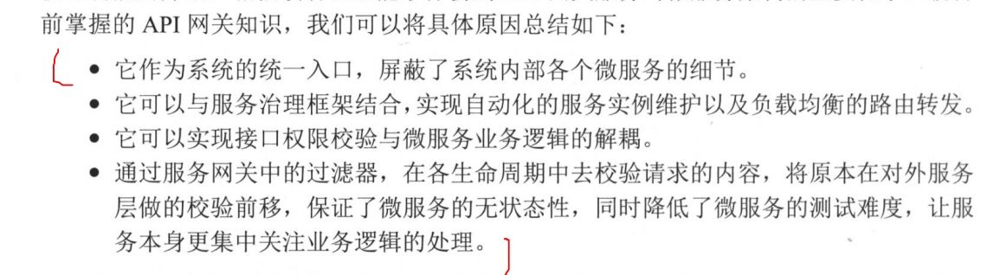 前掌握的 API 网关知识，我们可以将具体原因总结如下：
● 它作为系统的统一入口，屏蔽了系统内部各个微服务的细节。
● 它可以与服务治理框架结合，实现自动化的服务实例维护以及负载均衡的路由转发。
● 它可以实现接口权限校验与微服务业务逻辑的解耦。
● 通过服务网关中的过滤器，在各生命周期中去校验请求的内容，将原本在对外服务
层做的校验前移，保证了微服务的无状态性，同时降低了微服务的测试难度，让服
务本身更集中关注业务逻辑的处理。